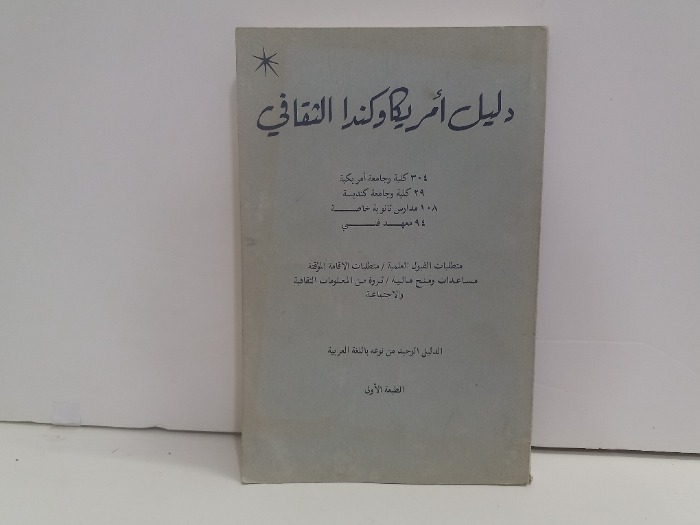 دليل أمريكا وكندا الثقافي
٣٠٤ كلية وجامعة أمريكية
٢٩ كلية وجامعة كندية
١٠٨ مدارس ثانوية خاصة
٩٤ معهد فني
متطلبات القبول العلمية / متطلبات الاقامة المؤقتة
مساعدات ومنح مالية / ثروة من المعلومات الثقافية
والاجتماعية
الدليل الوحيد من نوعه باللغة العربية
الطبعة الأولى